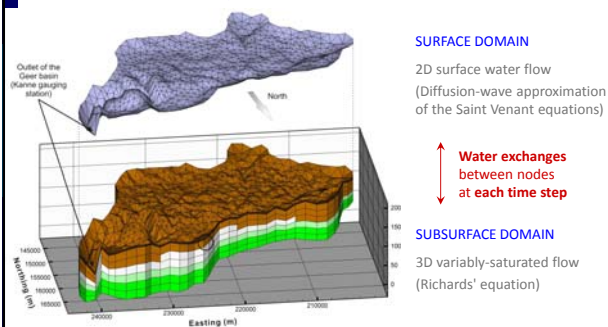 Outlet of the
Geer basin
(Kanne gauging
station)
North
SURFACE DOMAIN
2D surface water flow
(Diffusion-wave approximation
of the Saint Venant equations)
Water exchanges
between nodes
at each time step
SUBSURFACE DOMAIN
3D variably-saturated flow
(Richards' equation)
200
150
100
50
0
145000
150000
155000
160000
165000
Northing (m)
240000
230000
220000
210000
Easting (m)